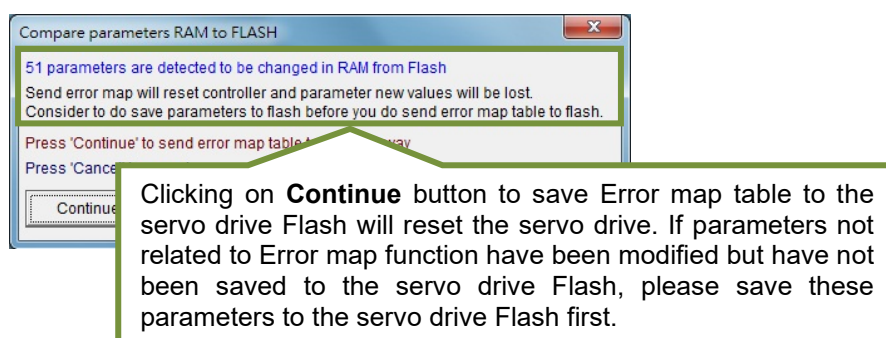 Compare parameters RAM to FLASH
x
51 parameters are detected to be changed in RAM from Flash
Send error map will reset controller and parameter new values will be lost.
Consider to do save parameters to flash before you do send error map table to flash.
Press 'Continue' to send error map table
Press 'Cance
Continue
Clicking on Continue button to save Error map table to the
servo drive Flash will reset the servo drive. If parameters not
related to Error map function have been modified but have not
been saved to the servo drive Flash, please save these
parameters to the servo drive Flash first.